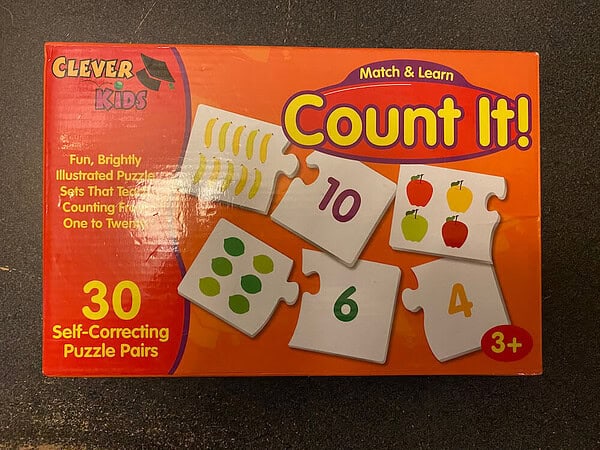 CLEVER
KIDS
Match & Learn
Count It!
Fun, Brightly
Illustrated Puzzle
Sets That Teach
Counting From
One to Twenty
10
6
4
30
Self-Correcting
Puzzle Pairs
3+